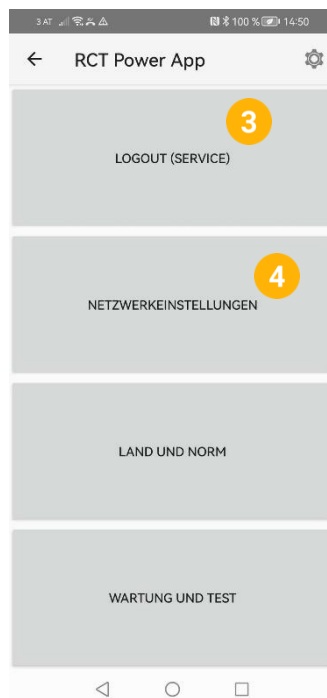 3 AT 100 % 14:50
RCT Power App
3
LOGOUT (SERVICE)
4
NETZWERKEINSTELLUNGEN
LAND UND NORM
WARTUNG UND TEST